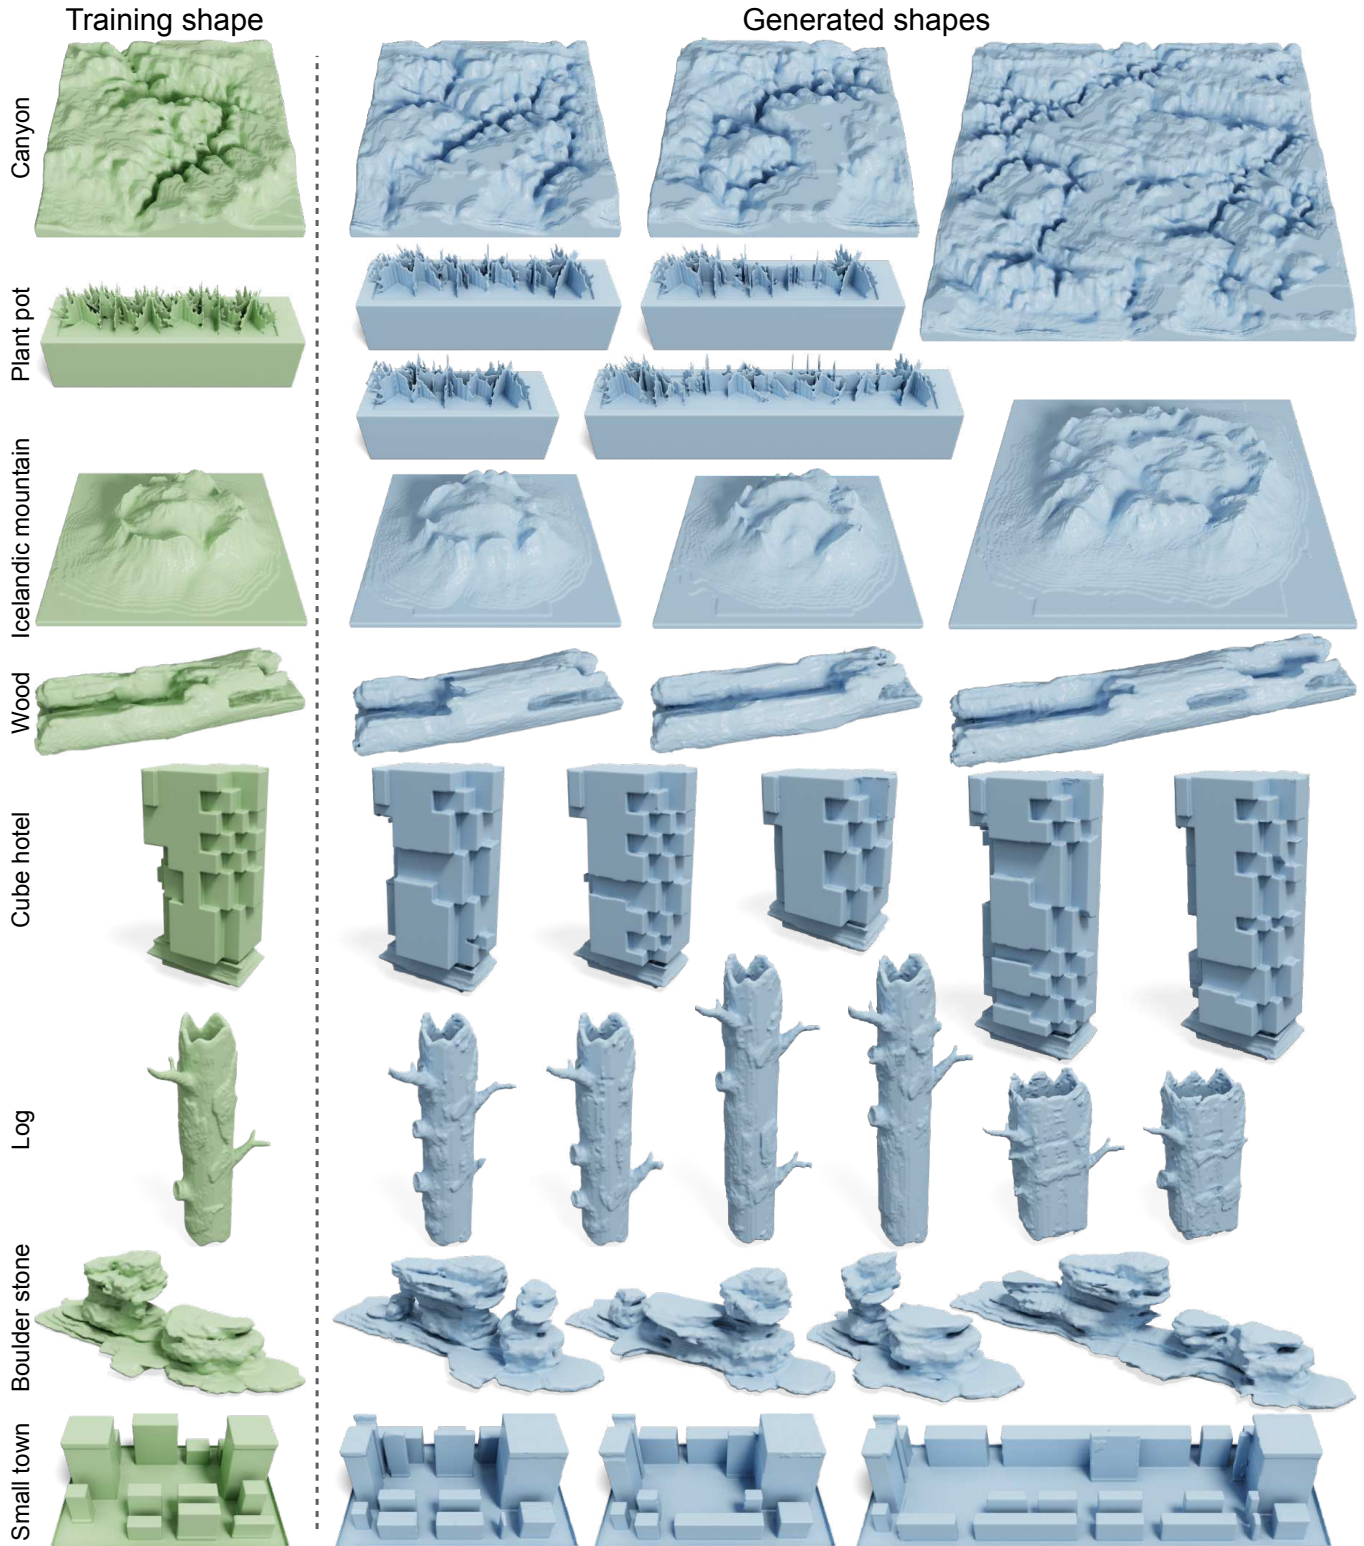 Training shape
Generated shapes
Canyon
Plant pot
Icelandic mountain
Wood
Cube hotel
Log
Boulder stone
Small town